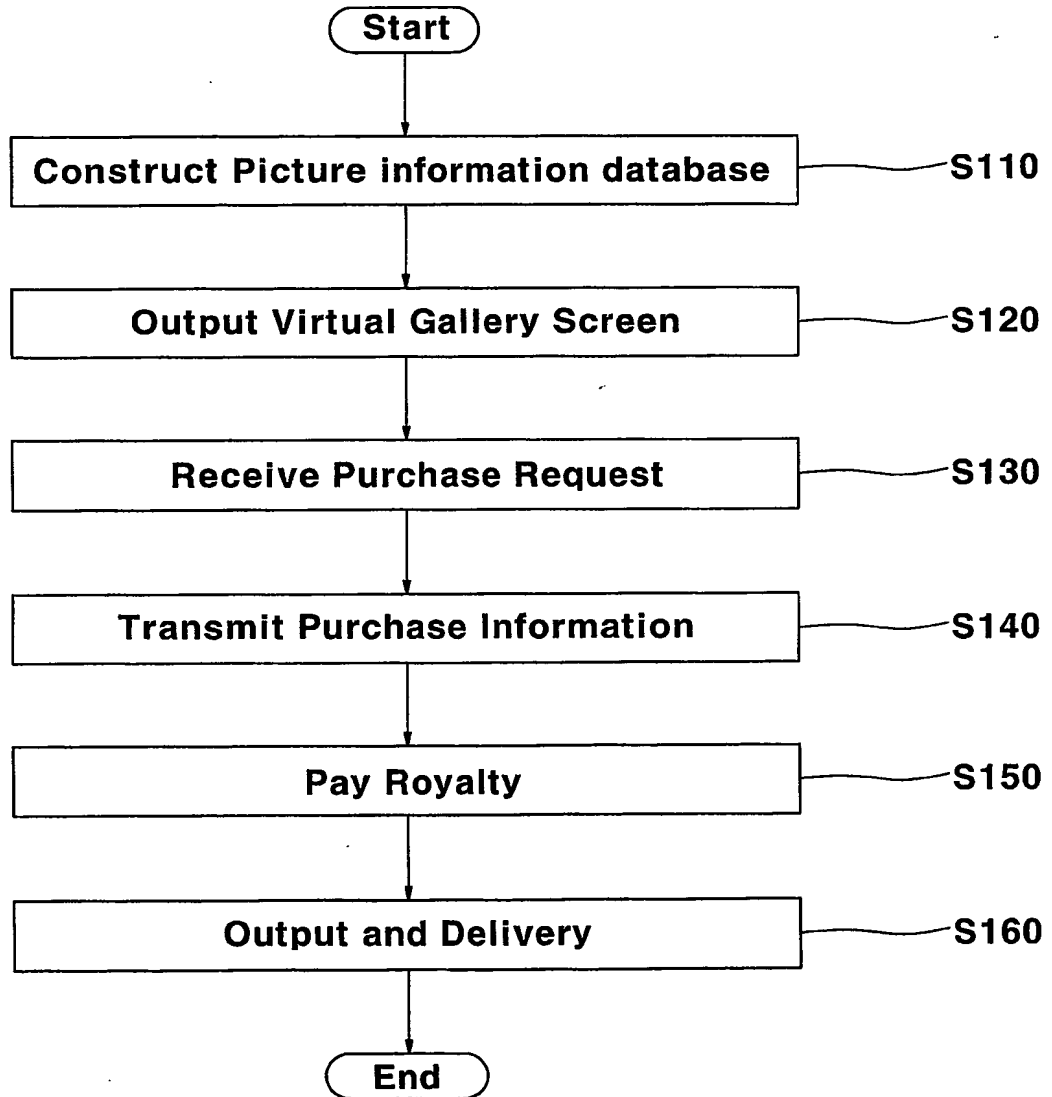 Start
Construct Picture information database
S110
Output Virtual Gallery Screen
S120
Receive Purchase Request
S130
Transmit Purchase Information
S140
Pay Royalty
S150
Output and Delivery
S160
End